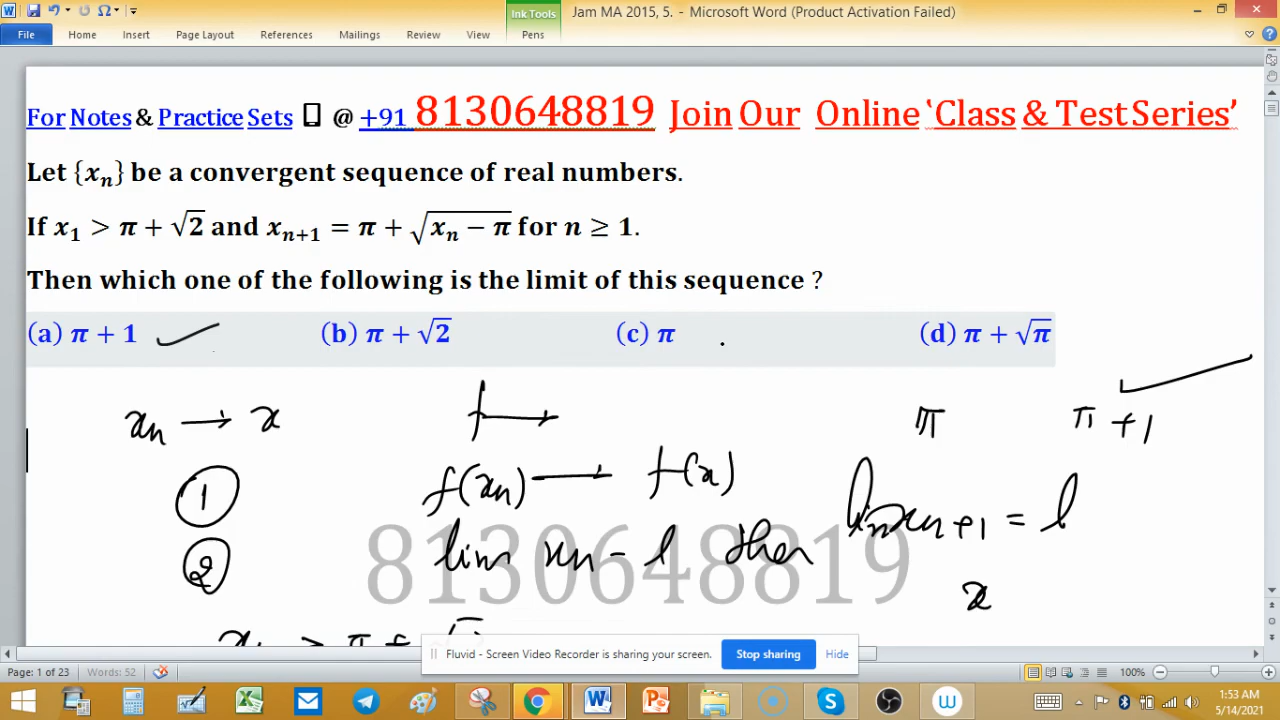 Ink Tools
Jam MA 2015, 5. - Microsoft Word (Product Activation Failed)
File Home Insert Page Layout References Mailings Review View Pens
For Notes & Practice Sets @ +91 8130648819 Join Our Online ‘Class & Test Series’
Let {xₙ} be a convergent sequence of real numbers.
If x₁ > π + √2 and xₙ₊₁ = π + √(xₙ − π) for n ≥ 1.
Then which one of the following is the limit of this sequence ?
(a) π + 1 (b) π + √2 (c) π (d) π + √π
xn → x π π + 1
1 f(xn) → f(x)
lim xn+1 = l
2 lim xn = l then
8130648819
x
Fluvid - Screen Video Recorder is sharing your screen. Stop sharing Hide
Page: 1 of 23 Words: 52 100%
1:53 AM
5/14/2021